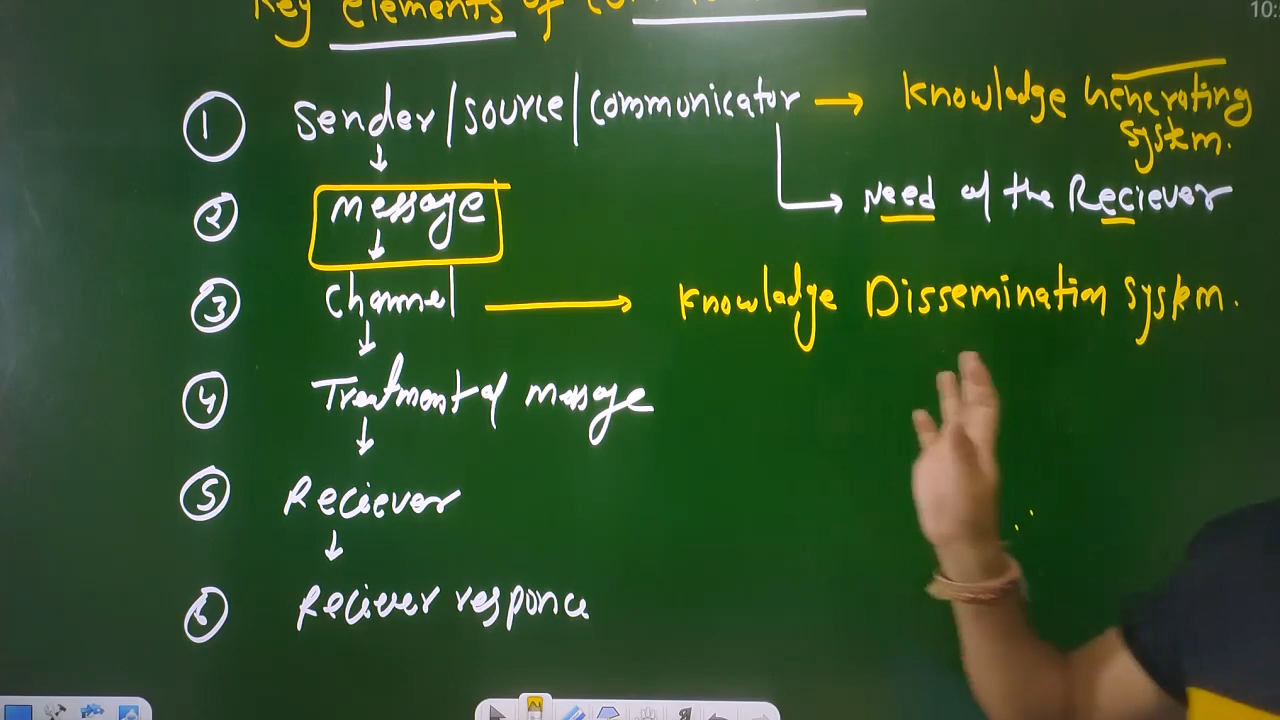 Key elements of
10:
1 Sender/source/communicator → Knowledge Generating
system.
→ Need of the Reciever
2 message
3 Channel → Knowledge Dissemination system.
4 Treatment of message
5 Reciever
6 Reciever responce